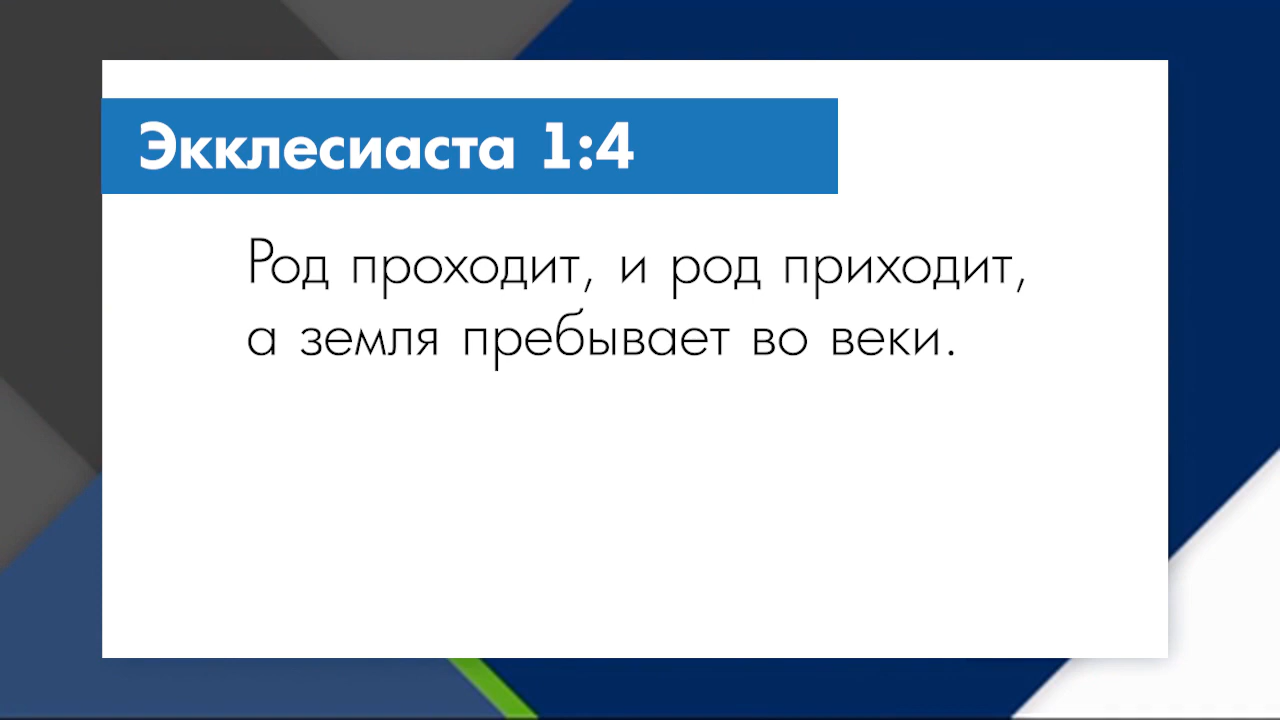 Экклесиаста 1:4
Род проходит, и род приходит,
а земля пребывает во веки.